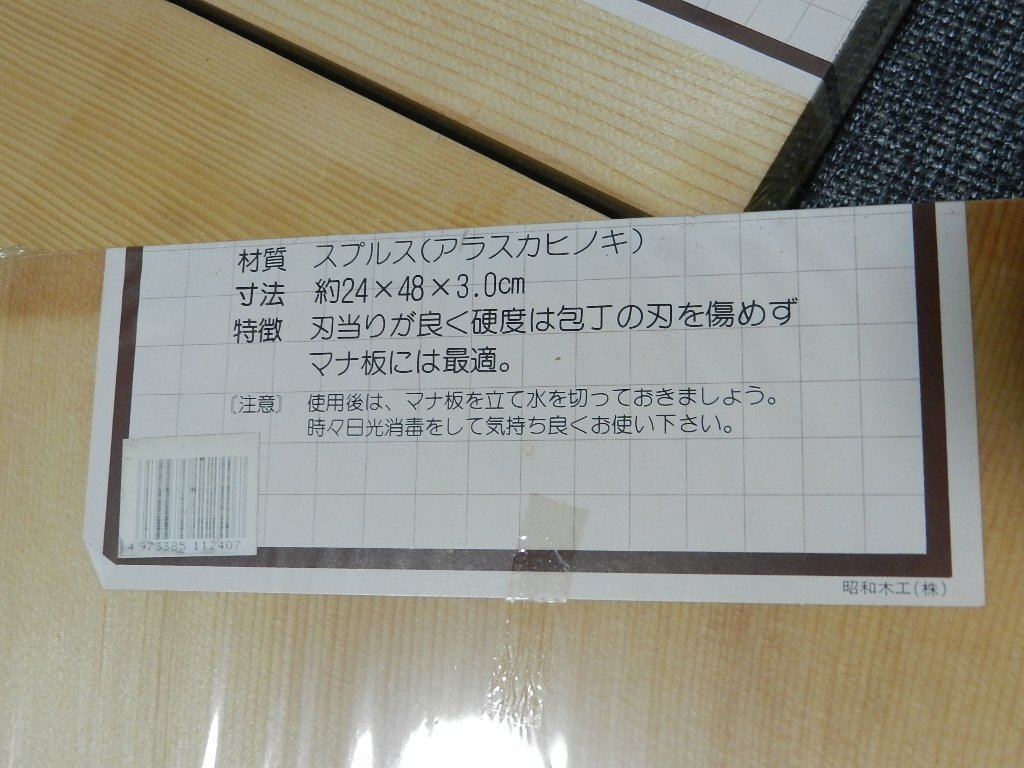 材質 スプルス(アラスカヒノキ)
寸法 約24×48×3.0cm
特徴 刃当りが良く硬度は包丁の刃を傷めず
マナ板には最適。
〔注意〕 使用後は、マナ板を立て水を切っておきましょう。
時々日光消毒をして気持ち良くお使い下さい。
4 973385 112407
昭和木工(株)